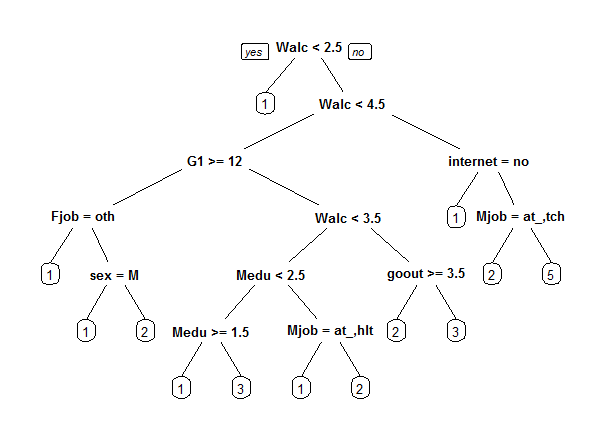 yes Walc < 2.5 no
1 Walc < 4.5
G1 >= 12 internet = no
Fjob = oth Walc < 3.5 1 Mjob = at_,tch
1 sex = M Medu < 2.5 goout >= 3.5 2 5
1 2 Medu >= 1.5 Mjob = at_,hlt 2 3
1 3 1 2